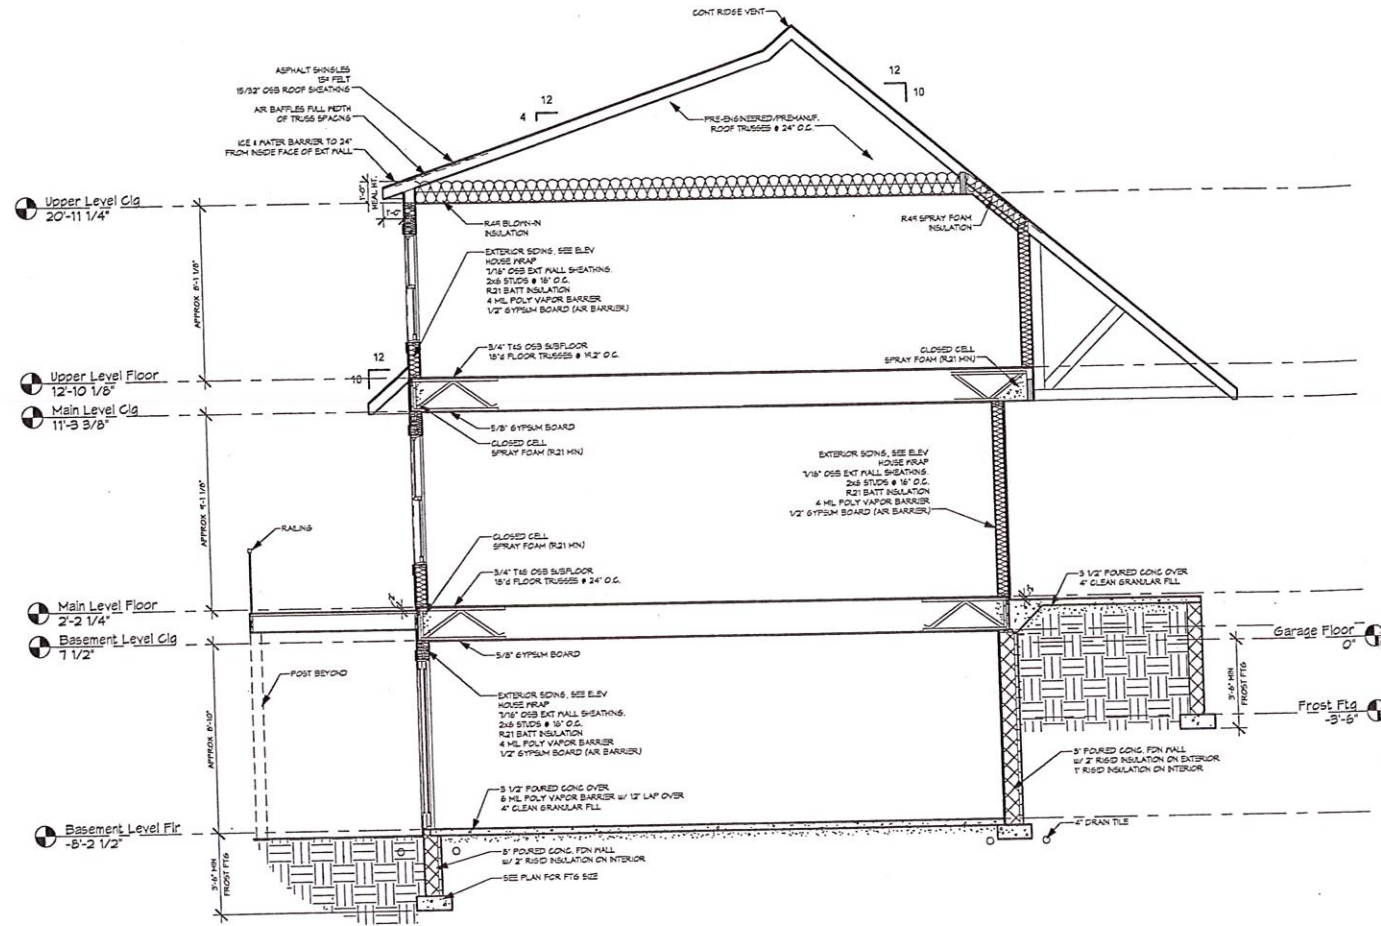 CONT RIDGE VENT
ASPHALT SHINGLES
15# FELT
15/32" OSB ROOF SHEATHING
AIR BAFFLES FULL WIDTH
OF TRUSS SPACING
ICE & WATER BARRIER TO 24"
FROM INSIDE FACE OF EXT WALL
12
4
12
10
PRE-ENGINEERED/PREMANUF.
ROOF TRUSSES @ 24" O.C.
1'-0"
HEAL HT.
1'-0"
Upper Level Clg
20'-11 1/4"
R49 BLOWN-IN
INSULATION
R49 SPRAY FOAM
INSULATION
EXTERIOR SIDING, SEE ELEV
HOUSE WRAP
7/16" OSB EXT WALL SHEATHING.
2x6 STUDS @ 16" O.C.
R21 BATT INSULATION
4 MIL POLY VAPOR BARRIER
1/2" GYPSUM BOARD (AIR BARRIER)
APPROX 8'-1 1/8"
3/4" T&G OSB SUBFLOOR
18"d FLOOR TRUSSES @ 19.2" O.C.
CLOSED CELL
SPRAY FOAM (R21 MIN)
12
10
Upper Level Floor
12'-10 1/8"
Main Level Clg
11'-3 3/8"
5/8" GYPSUM BOARD
CLOSED CELL
SPRAY FOAM (R21 MIN)
EXTERIOR SIDING, SEE ELEV
HOUSE WRAP
7/16" OSB EXT WALL SHEATHING.
2x6 STUDS @ 16" O.C.
R21 BATT INSULATION
4 MIL POLY VAPOR BARRIER
1/2" GYPSUM BOARD (AIR BARRIER)
APPROX 9'-1 1/8"
RAILING
CLOSED CELL
SPRAY FOAM (R21 MIN)
3/4" T&G OSB SUBFLOOR
18"d FLOOR TRUSSES @ 24" O.C.
3 1/2" POURED CONC OVER
4" CLEAN GRANULAR FILL
Main Level Floor
2'-2 1/4"
Basement Level Clg
7 1/2"
Garage Floor
0"
5/8" GYPSUM BOARD
POST BEYOND
3'-6" MIN
FROST FTG
Frost Ftg
-3'-6"
EXTERIOR SIDING, SEE ELEV
HOUSE WRAP
7/16" OSB EXT WALL SHEATHING.
2x6 STUDS @ 16" O.C.
R21 BATT INSULATION
4 MIL POLY VAPOR BARRIER
1/2" GYPSUM BOARD (AIR BARRIER)
APPROX 8'-10"
8" POURED CONC. FDN WALL
w/ 2" RIGID INSULATION ON EXTERIOR
1" RIGID INSULATION ON INTERIOR
3 1/2" POURED CONC OVER
6 MIL POLY VAPOR BARRIER w/ 12" LAP OVER
4" CLEAN GRANULAR FILL
4" DRAIN TILE
Basement Level Flr
-8'-2 1/2"
8" POURED CONC. FDN WALL
w/ 2" RIGID INSULATION ON INTERIOR
SEE PLAN FOR FTG SIZE
3'-6" MIN
FROST FTG